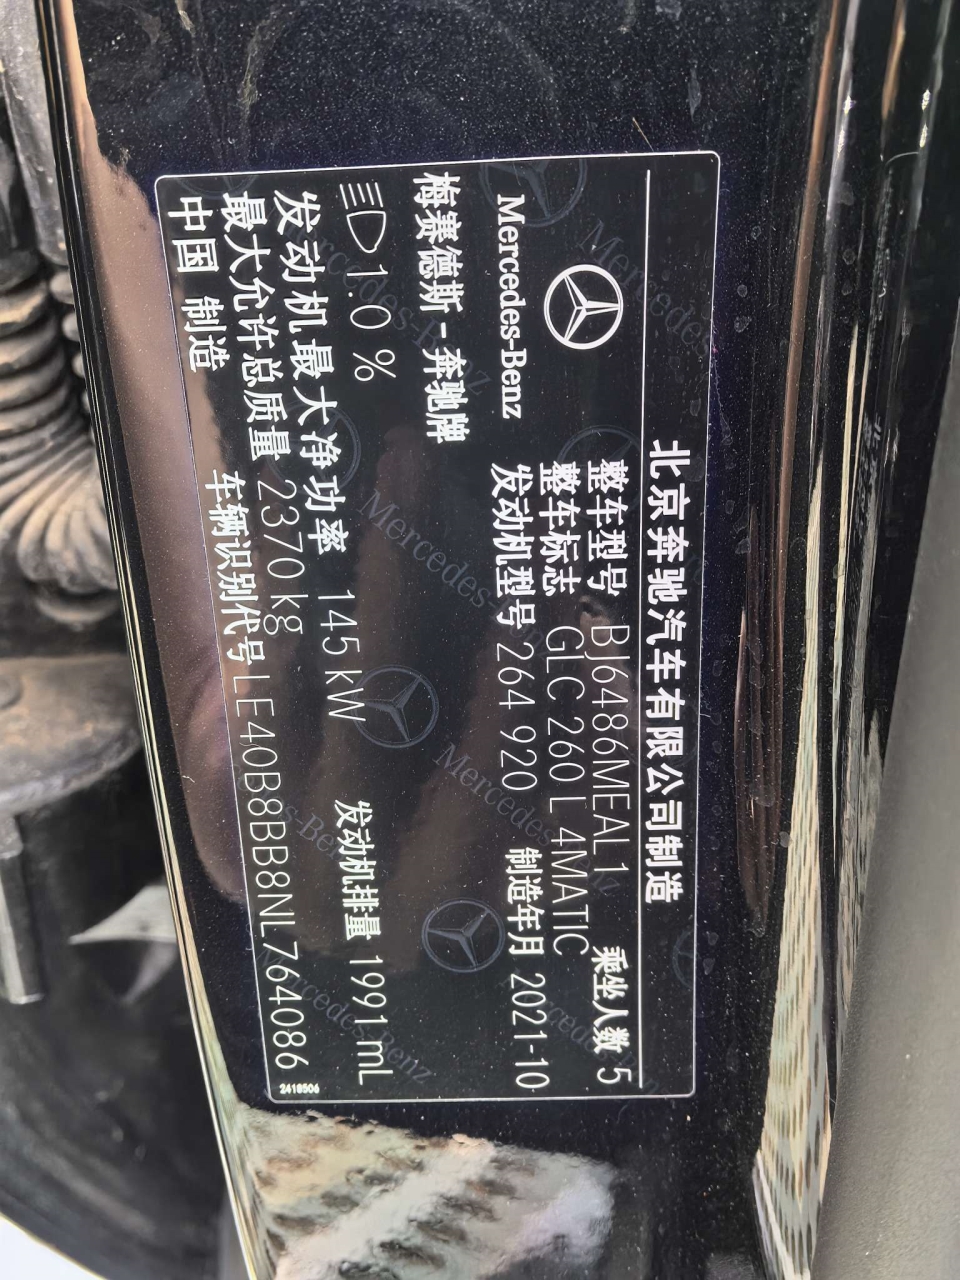 北京奔驰汽车有限公司制造
整车型号 BJ6486MEAL1 乘坐人数 5
整车标志 GLC 260 L 4MATIC
Mercedes-Benz 发动机型号 264 920 制造年月 2021-10
梅赛德斯-奔驰牌
1.0 % 发动机排量 1991 mL
发动机最大净功率 145 kW
最大允许总质量 2370 kg
中国 制造 车辆识别代号 LE40B8BB8NL764086
2418506